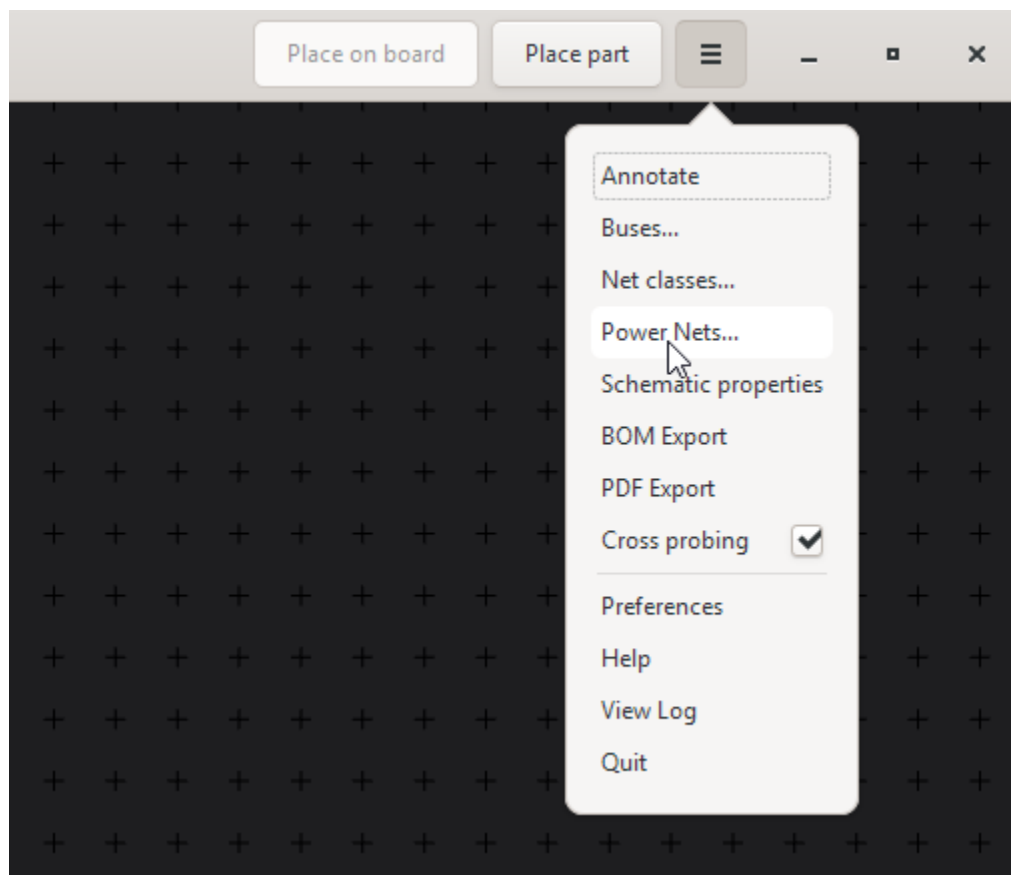 Place on board
Place part
Annotate
Buses...
Net classes...
Power Nets...
Schematic properties
BOM Export
PDF Export
Cross probing
Preferences
Help
View Log
Quit